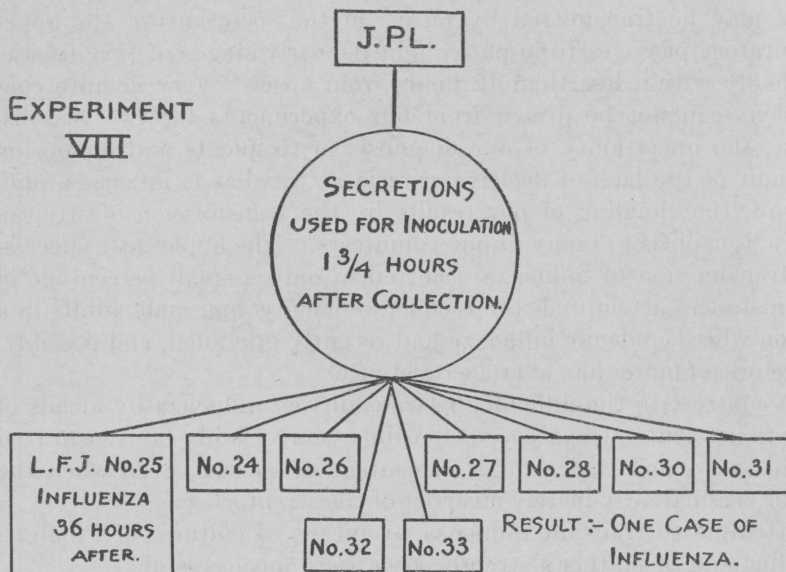 J.PL.
EXPERIMENT
VIII
SECRETIONS
USED FOR INOCULATION
1 3/4 HOURS
AFTER COLLECTION.
L.F.J. No.25
INFLUENZA
36 HOURS
AFTER.
No.24
No.26
No.27
No.28
No.30
No.31
No.32
No.33
RESULT :- ONE CASE OF
INFLUENZA.